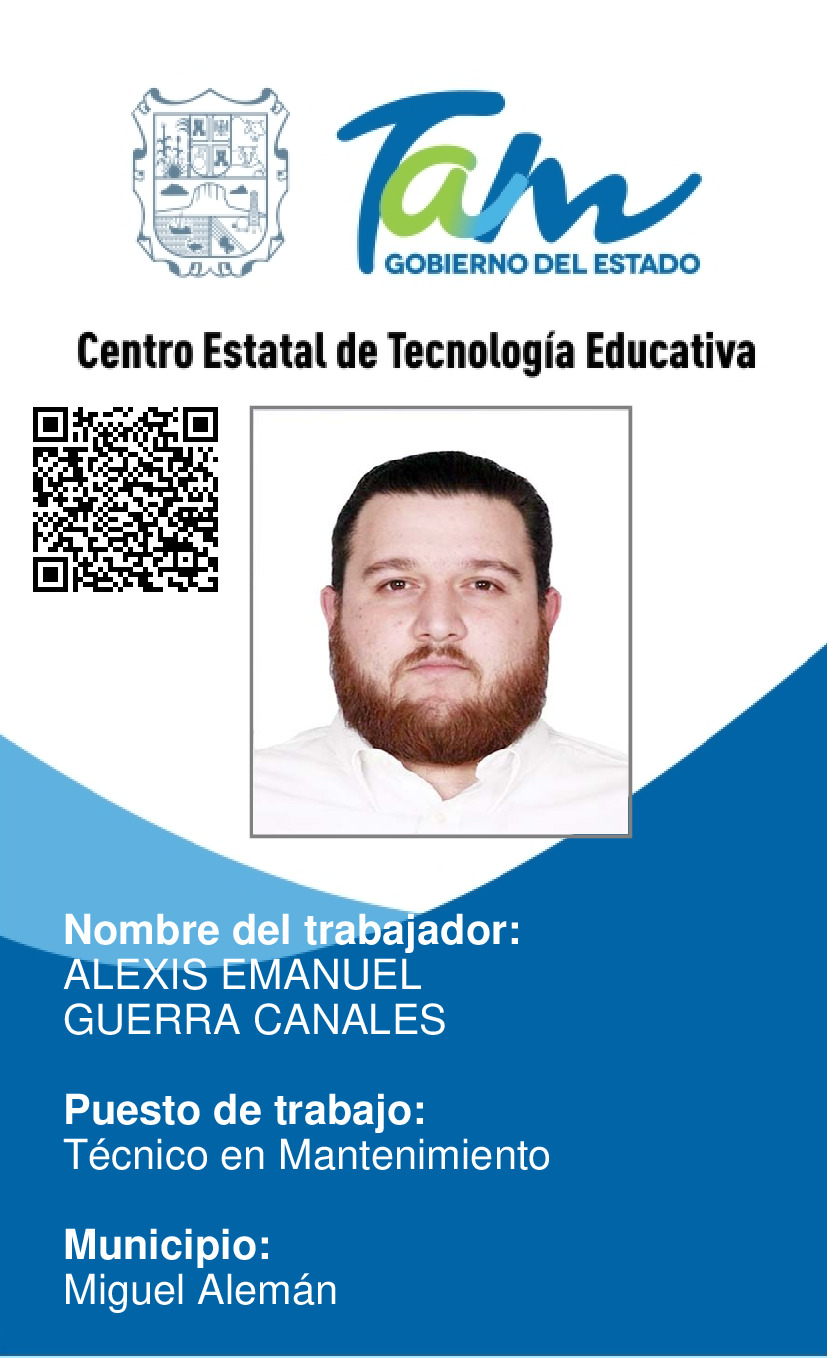 Tam
GOBIERNO DEL ESTADO
Centro Estatal de Tecnología Educativa
Nombre del trabajador:
ALEXIS EMANUEL
GUERRA CANALES
Puesto de trabajo:
Técnico en Mantenimiento
Municipio:
Miguel Alemán